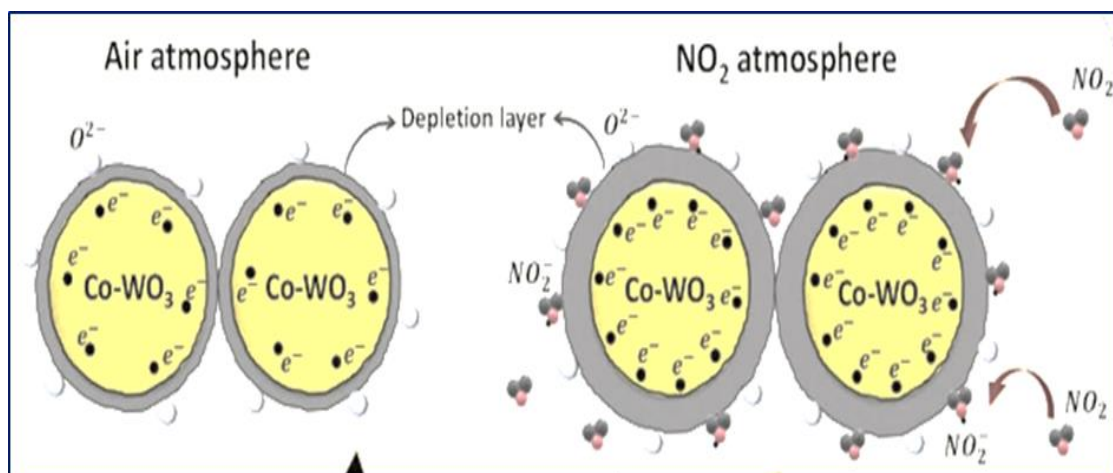 Air atmosphere
NO₂ atmosphere
NO₂
O²⁻
Depletion layer
O²⁻
e⁻ e⁻ e⁻ e⁻
e⁻ e⁻
Co-WO₃ e⁻
e⁻ Co-WO₃
e⁻ e⁻
e⁻ e⁻
e⁻ e⁻ e⁻ e⁻
NO₂⁻
e⁻ Co-WO₃ e⁻
e⁻ e⁻ e⁻ e⁻
e⁻ e⁻ e⁻ e⁻
e⁻ Co-WO₃ e⁻
e⁻ e⁻ e⁻ e⁻
NO₂
NO₂⁻